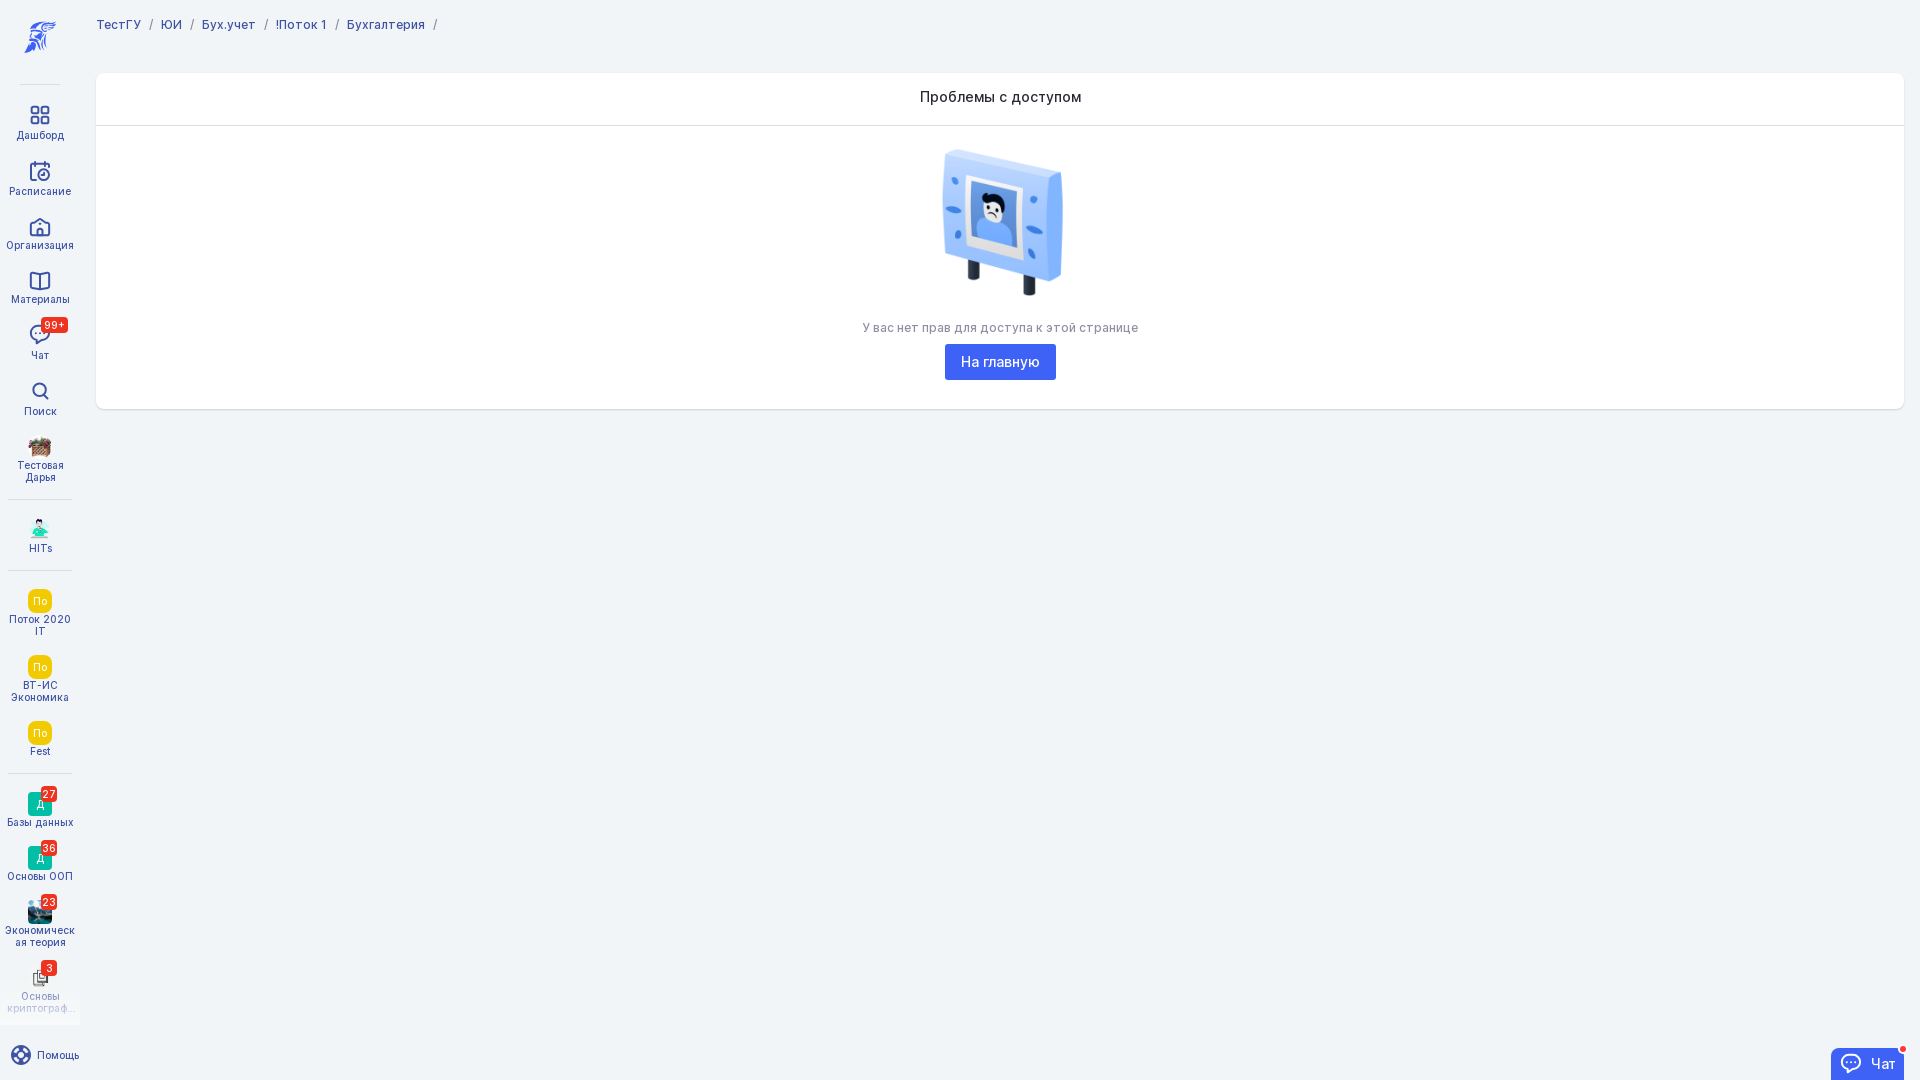 ТестГУ / ЮИ / Бух.учет / !Поток 1 / Бухгалтерия /
Проблемы с доступом
У вас нет прав для доступа к этой странице
На главную
Дашборд
Расписание
Организация
Материалы
99+
Чат
Поиск
Тестовая
Дарья
HITs
По
Поток 2020
IT
По
ВТ-ИС
Экономика
По
Fest
27
Д
Базы данных
36
Д
Основы ООП
23
Экономическ
ая теория
3
Основы
криптограф...
Помощь
Чат